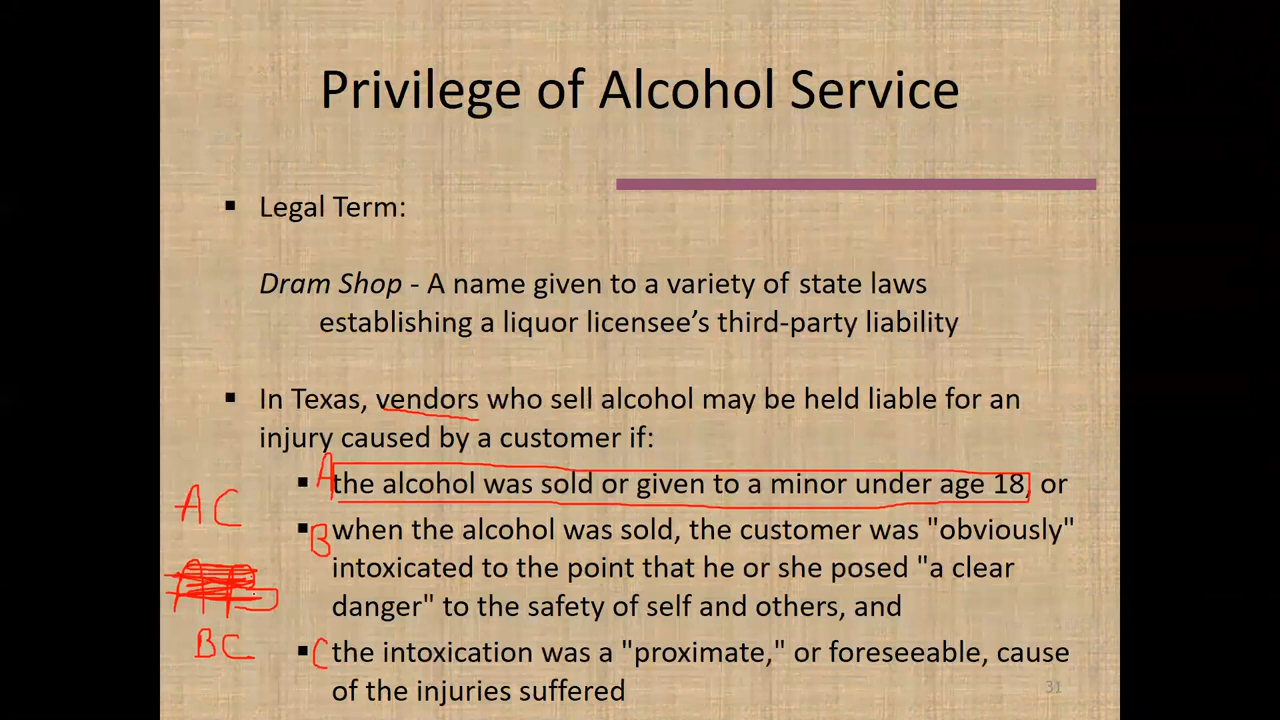 Privilege of Alcohol Service
▪ Legal Term:
Dram Shop - A name given to a variety of state laws
establishing a liquor licensee’s third-party liability
▪ In Texas, vendors who sell alcohol may be held liable for an
injury caused by a customer if:
▪ A the alcohol was sold or given to a minor under age 18, or
A C
▪ B when the alcohol was sold, the customer was "obviously"
intoxicated to the point that he or she posed "a clear
danger" to the safety of self and others, and
B C
▪ C the intoxication was a "proximate," or foreseeable, cause
of the injuries suffered
31